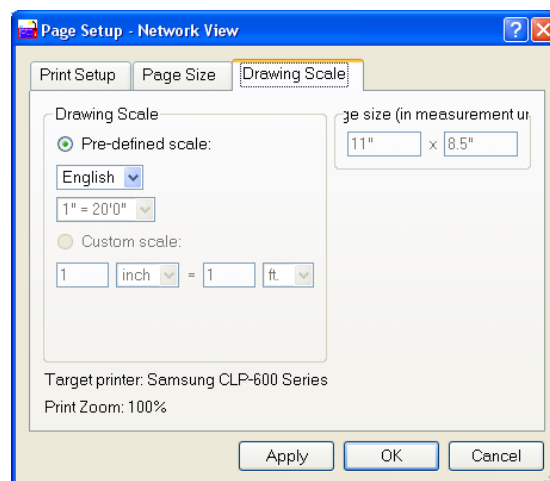 Page Setup - Network View
Print Setup
Page Size
Drawing Scale
Drawing Scale
Pre-defined scale:
English
1" = 20'0"
Custom scale:
1 inch = 1 ft.
ge size (in measurement un
11" x 8.5"
Target printer: Samsung CLP-600 Series
Print Zoom: 100%
Apply
OK
Cancel